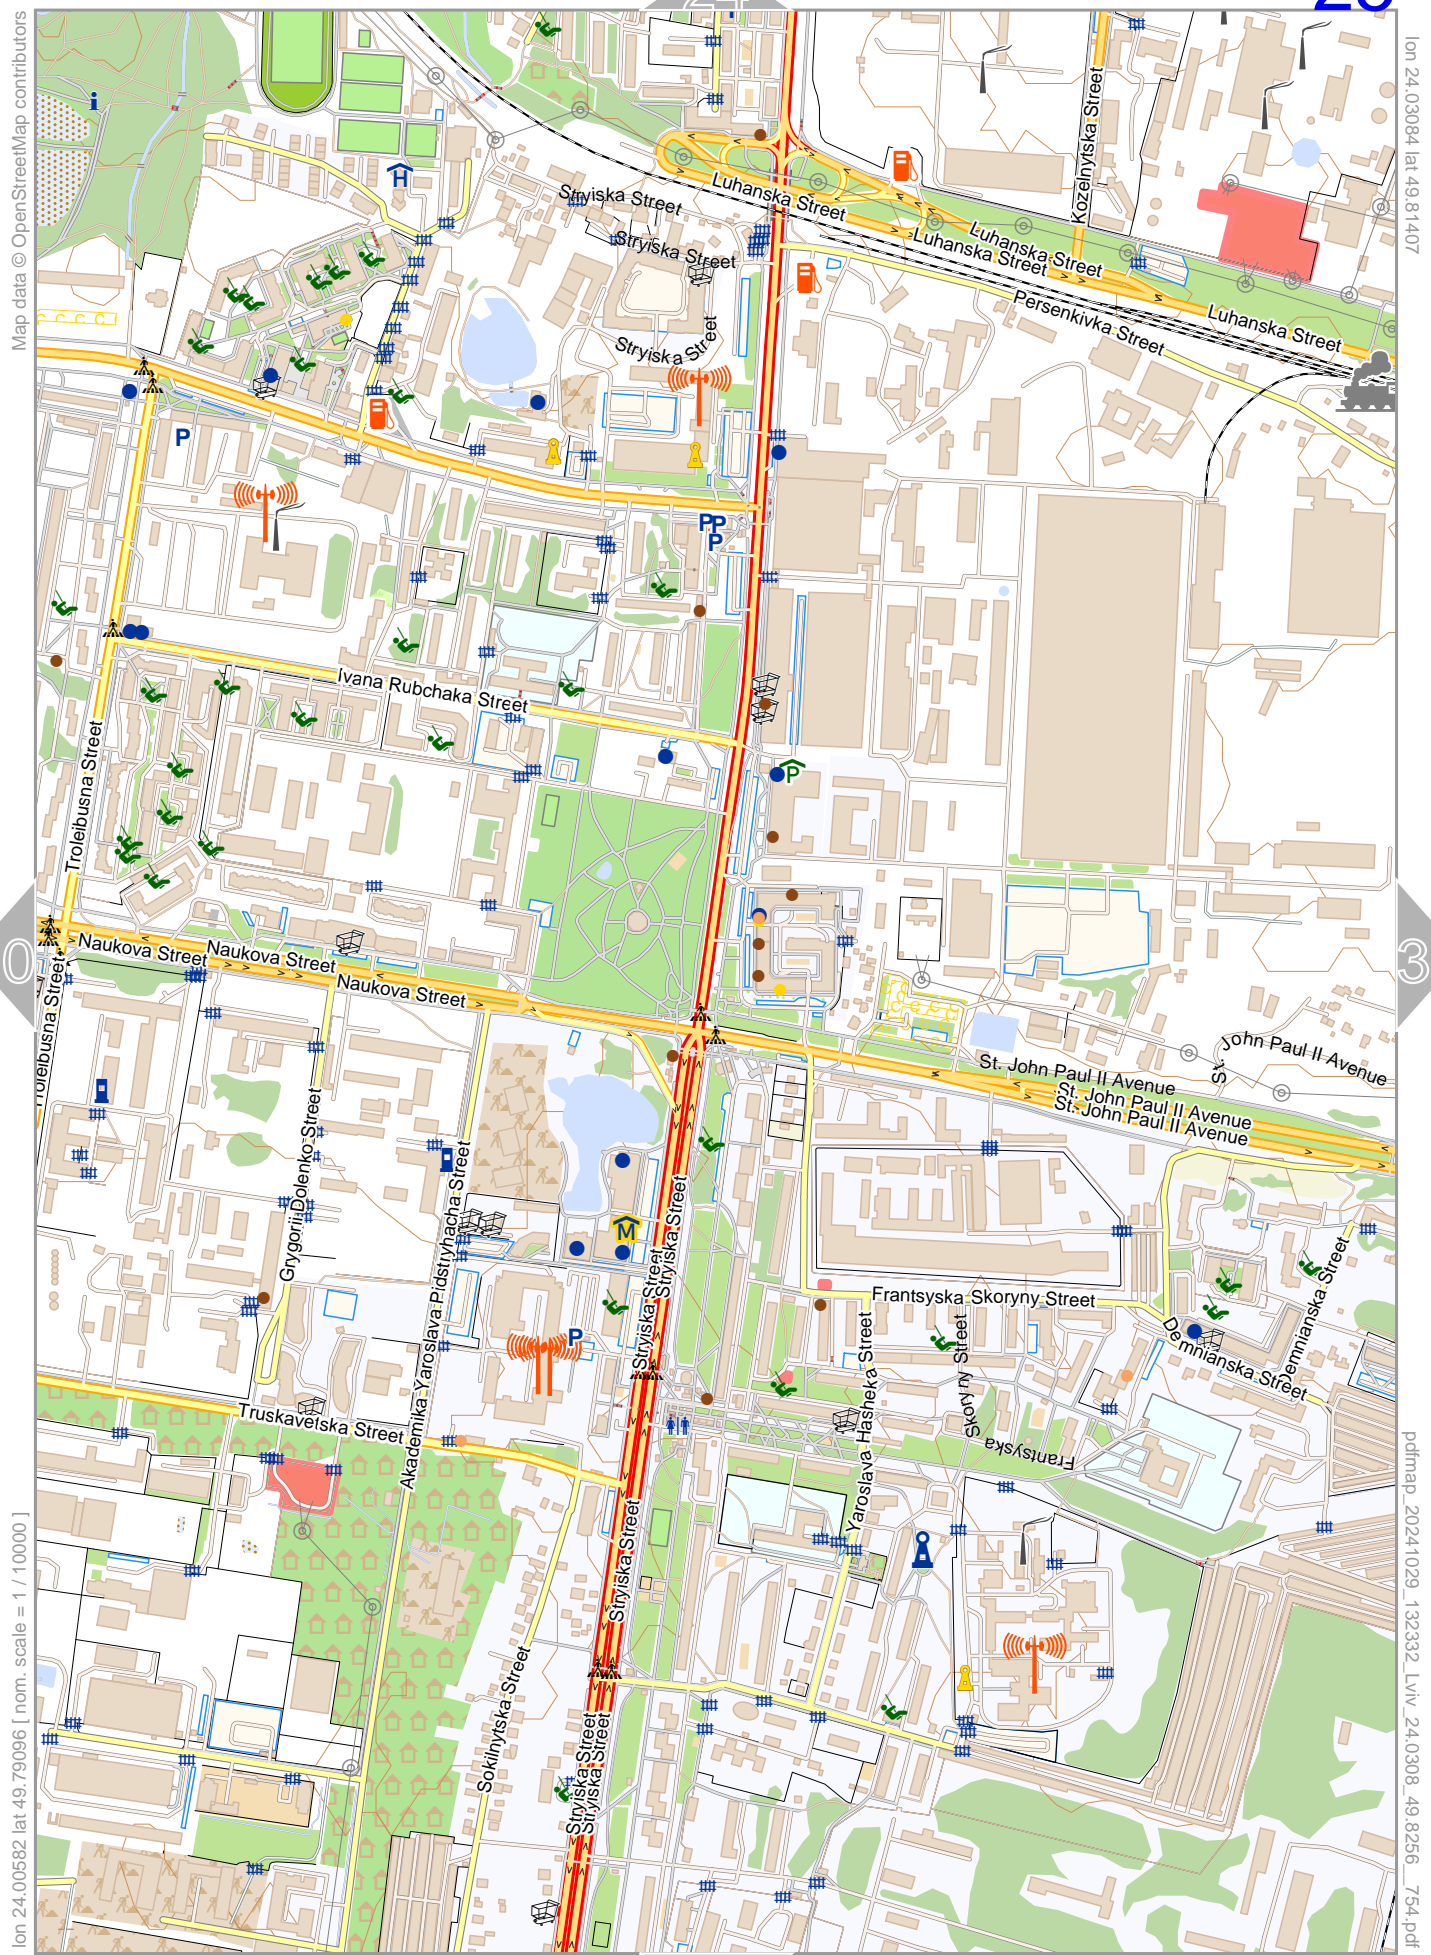 Map data © OpenStreetMap contributors
lon 24.03084 lat 49.81407
Kozelnytska Street
i
H
Stryiska Street
Luhanska Street
Stryiska Street
Luhanska Street
Luhanska Street
Persenkivka Street
Luhanska Street
Stryiska Street
P
P
P
P
Ivana Rubchaka Street
Troleibusna Street
P
0
3
Naukova Street
Naukova Street
Naukova Street
Troleibusna Street
St. John Paul II Avenue
St. John Paul II Avenue
St. John Paul II Avenue
St. John Paul II Avenue
Grygorii Dolenko Street
Akademika Yaroslava Pidstryhacha Street
Stryiska Street
Stryiska Street
Stryiska Street
M
P
Frantsyska Skoryny Street
Demnianska Street
Demnianska Street
Yaroslava Hasheka Street
Frantsyska Skoryny Street
Truskavetska Street
Stryiska Street
Sokilnytska Street
Stryiska Street
Stryiska Street
lon 24.00582 lat 49.79096 [ nom. scale = 1 / 10000 ]
pdfmap_20241029_132332_Lviv_24.0308_49.8256__754.pdf